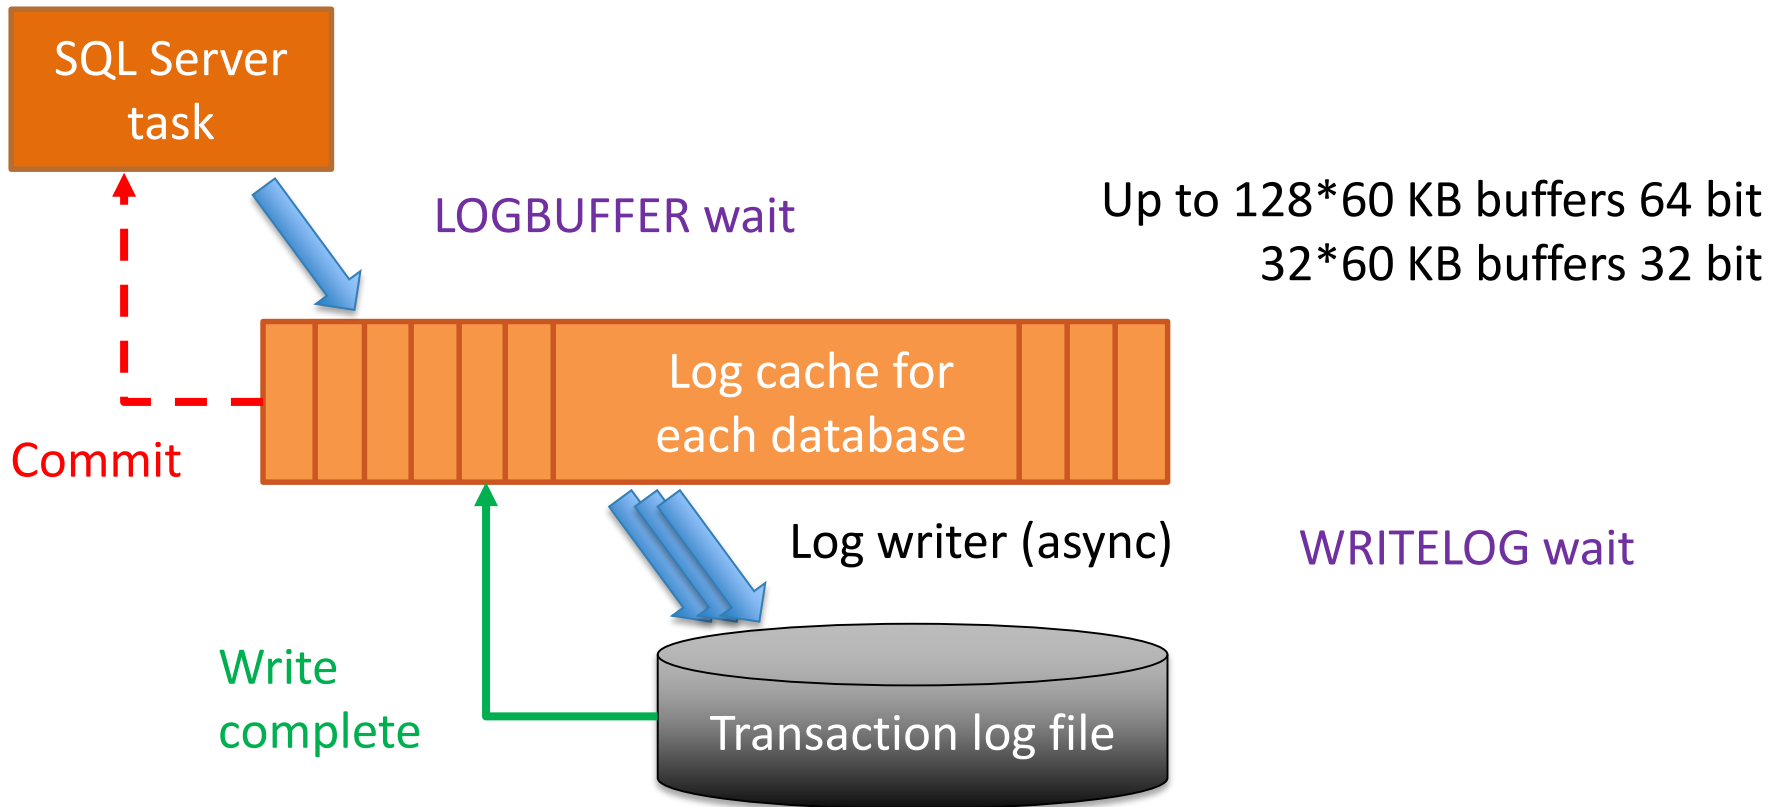 SQL Server
task
LOGBUFFER wait
Up to 128*60 KB buffers 64 bit
32*60 KB buffers 32 bit
Log cache for
each database
Commit
Log writer (async)
WRITELOG wait
Write
complete
Transaction log file